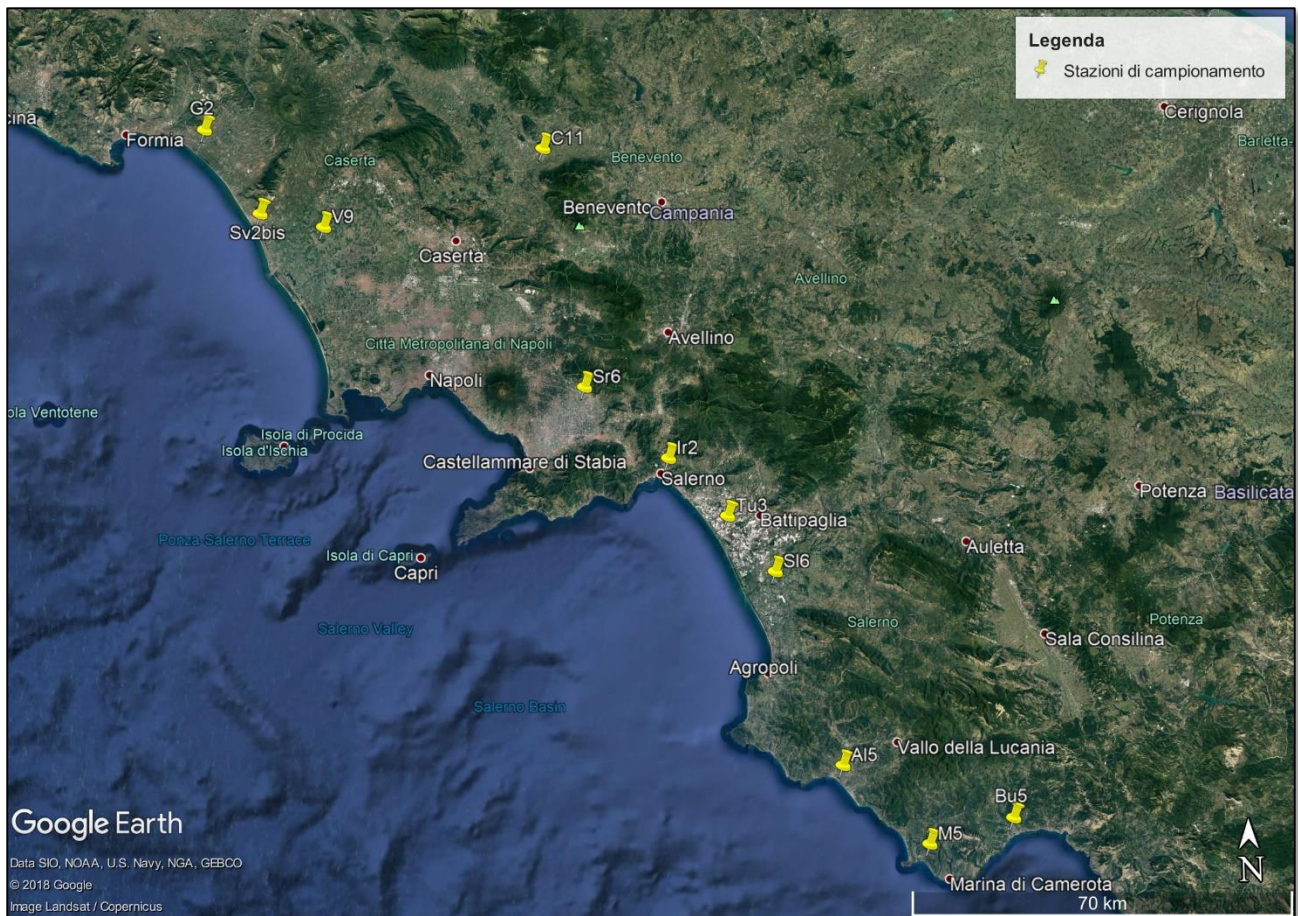 Legenda
Stazioni di campionamento
Cerignola
Barletta-
G2
cina
Formia
C11
Caserta
Benevento
Benevento
Campania
V9
Sv2bis
Caserta
Avellino
Avellino
Città Metropolitana di Napoli
Napoli
Sr6
ola Ventotene
Isola di Procida
Isola d'Ischia
Ir2
Castellammare di Stabia
Salerno
Potenza
Basilicata
Tu3
Battipaglia
Ponza-Salerno Terrace
Isola di Capri
Capri
Auletta
Sl6
Salerno Valley
Salerno
Potenza
Sala Consilina
Agropoli
Salerno Basin
Al5
Vallo della Lucania
Bu5
M5
Google Earth
Data SIO, NOAA, U.S. Navy, NGA, GEBCO
© 2018 Google
Image Landsat / Copernicus
Marina di Camerota
N
70 km